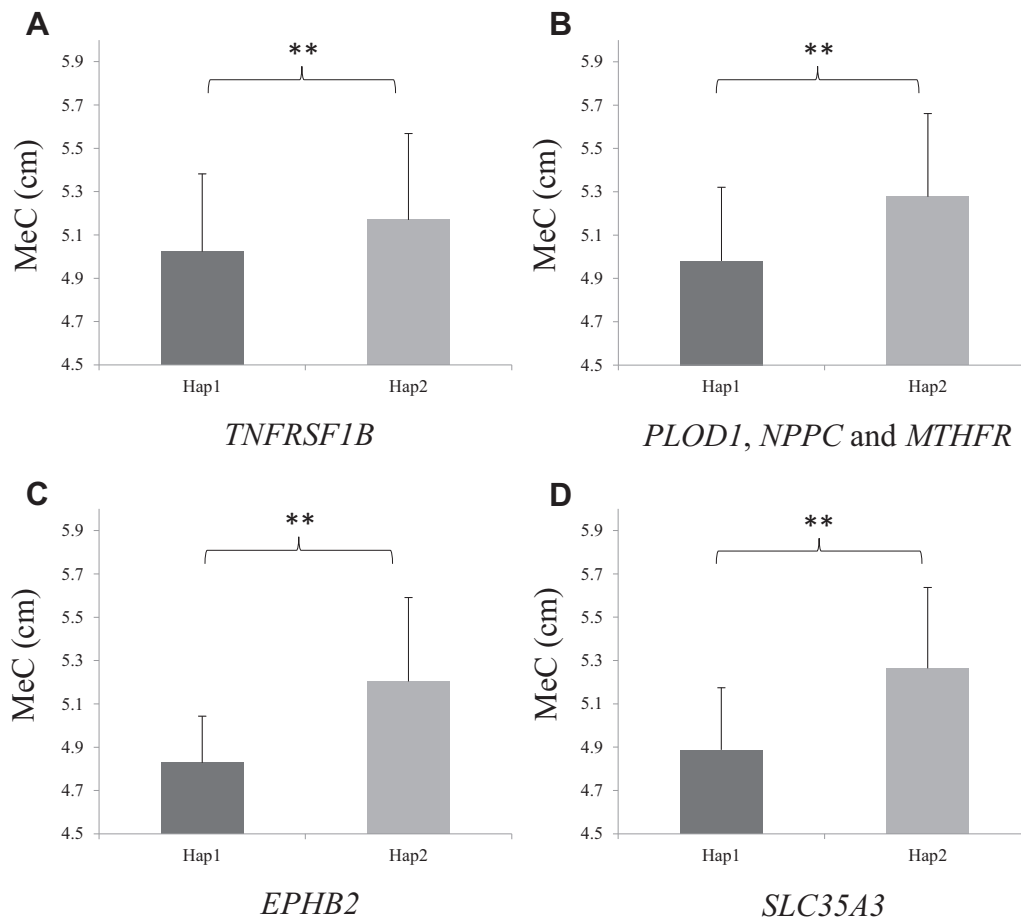 A
**
5.9
5.7
5.5
5.3
5.1
4.9
4.7
4.5
MeC (cm)
Hap1 Hap2
TNFRSF1B
B
**
5.9
5.7
5.5
5.3
5.1
4.9
4.7
4.5
MeC (cm)
Hap1 Hap2
PLOD1, NPPC and MTHFR
C
**
5.9
5.7
5.5
5.3
5.1
4.9
4.7
4.5
MeC (cm)
Hap1 Hap2
EPHB2
D
**
5.9
5.7
5.5
5.3
5.1
4.9
4.7
4.5
MeC (cm)
Hap1 Hap2
SLC35A3